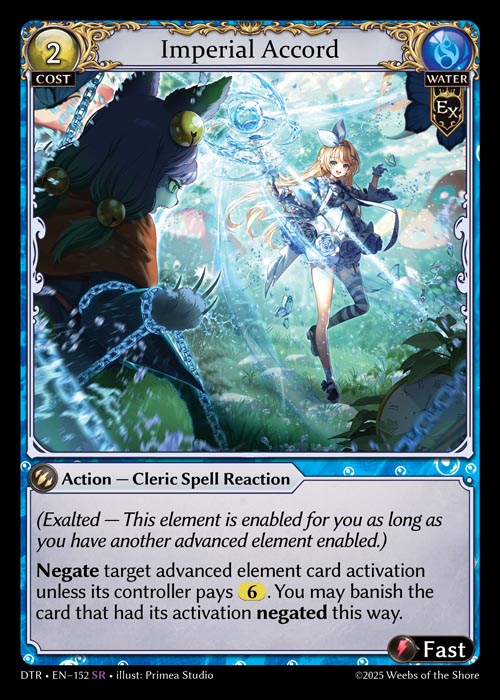 2
Imperial Accord
COST
WATER
Ex
Action — Cleric Spell Reaction
(Exalted — This element is enabled for you as long as
you have another advanced element enabled.)
Negate target advanced element card activation
unless its controller pays 6. You may banish the
card that had its activation negated this way.
Fast
DTR • EN–152 SR • illust: Primea Studio
©2025 Weebs of the Shore